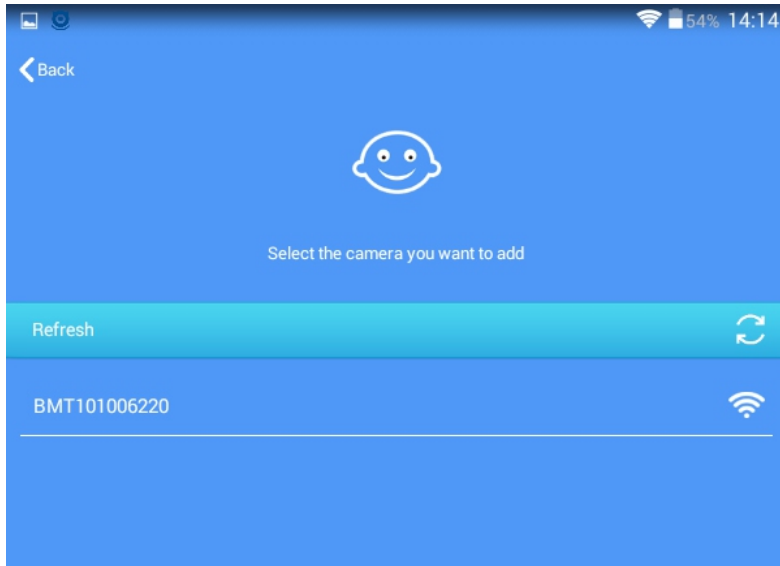 54% 14:14
Back
Select the camera you want to add
Refresh
BMT101006220